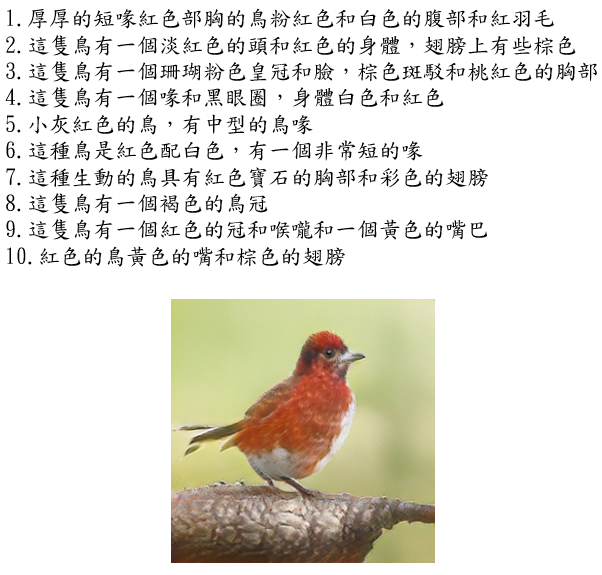 1.厚厚的短喙紅色部胸的鳥粉紅色和白色的腹部和紅羽毛
2.這隻鳥有一個淡紅色的頭和紅色的身體，翅膀上有些棕色
3.這隻鳥有一個珊瑚粉色皇冠和臉，棕色斑駁和桃紅色的胸部
4.這隻鳥有一個喙和黑眼圈，身體白色和紅色
5.小灰紅色的鳥，有中型的鳥喙
6.這種鳥是紅色配白色，有一個非常短的喙
7.這種生動的鳥具有紅色寶石的胸部和彩色的翅膀
8.這隻鳥有一個褐色的鳥冠
9.這隻鳥有一個紅色的冠和喉嚨和一個黃色的嘴巴
10.紅色的鳥黃色的嘴和棕色的翅膀